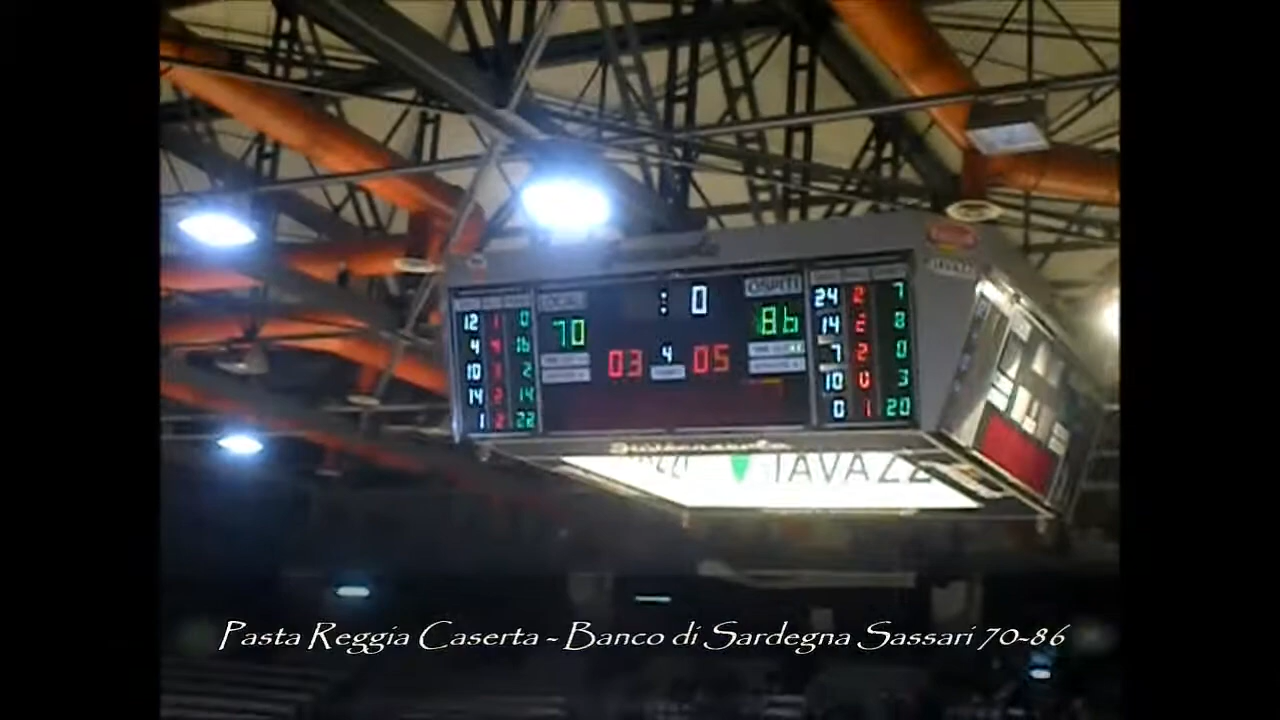 LOCALI : 0 OSPITI
70 86
03 4 05
12 1 0
4 4 16
10 2
14 2 14
1 2 22
24 2 7
14 2 8
7 2 0
10 0 3
0 1 20
TAVAZZ
Pasta Reggia Caserta - Banco di Sardegna Sassari 70-86